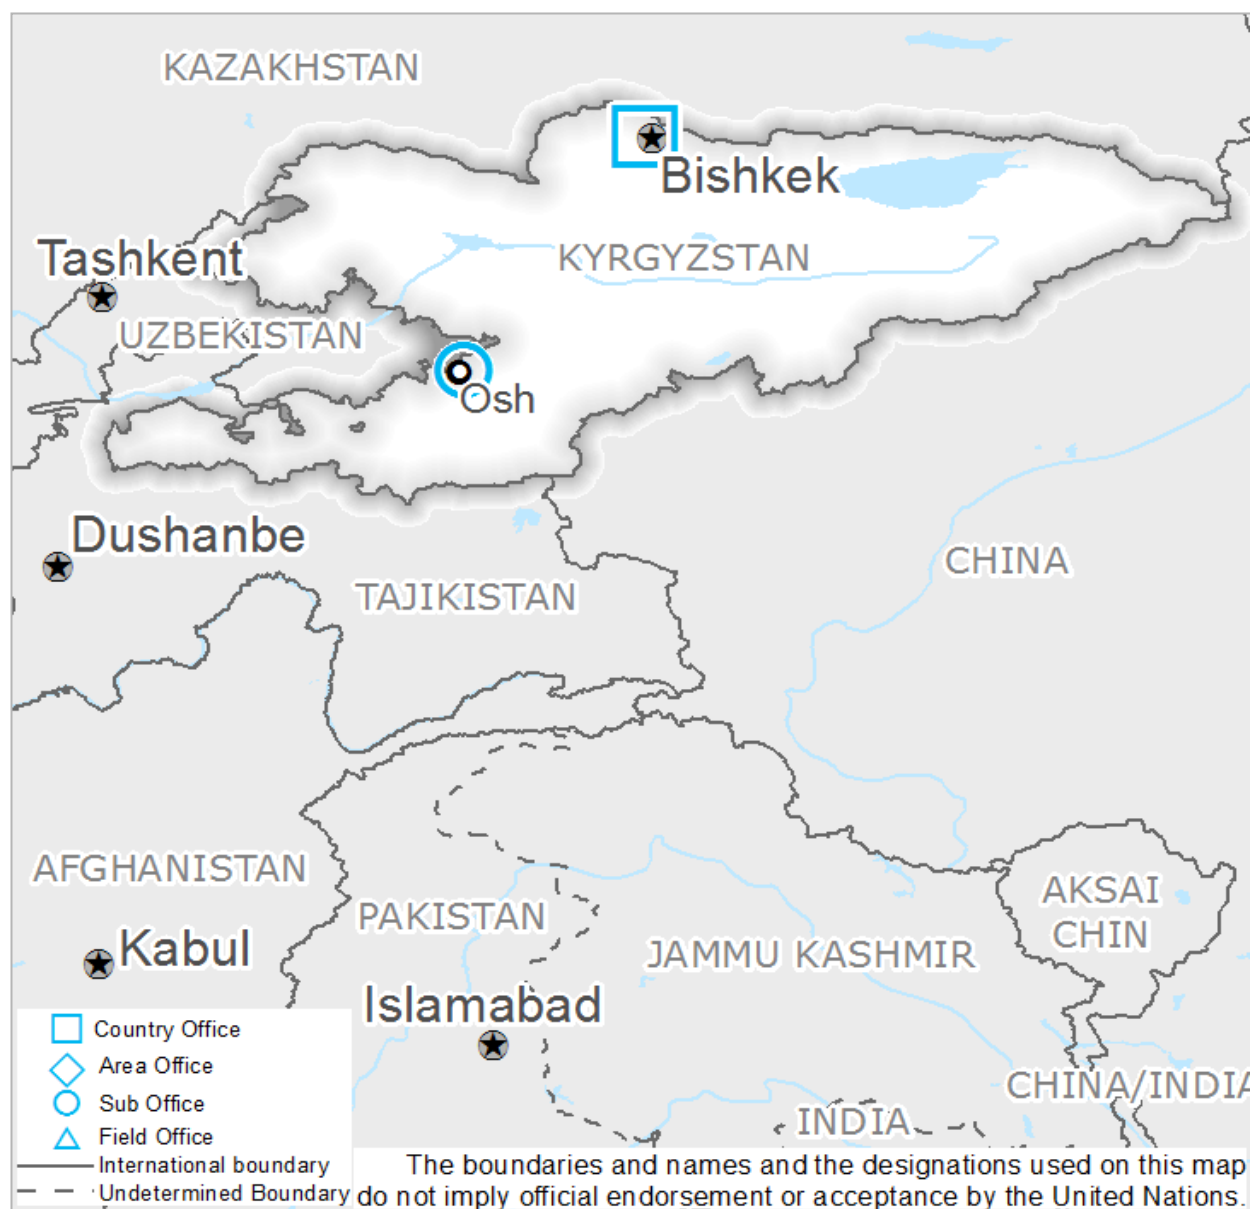 KAZAKHSTAN
Bishkek
Tashkent
KYRGYZSTAN
UZBEKISTAN
Osh
Dushanbe
CHINA
TAJIKISTAN
AFGHANISTAN
AKSAI
CHIN
PAKISTAN
JAMMU KASHMIR
Kabul
Islamabad
Country Office
Area Office
CHINA/INDIA
Sub Office
INDIA
Field Office
International boundary
Undetermined Boundary
The boundaries and names and the designations used on this map
do not imply official endorsement or acceptance by the United Nations.